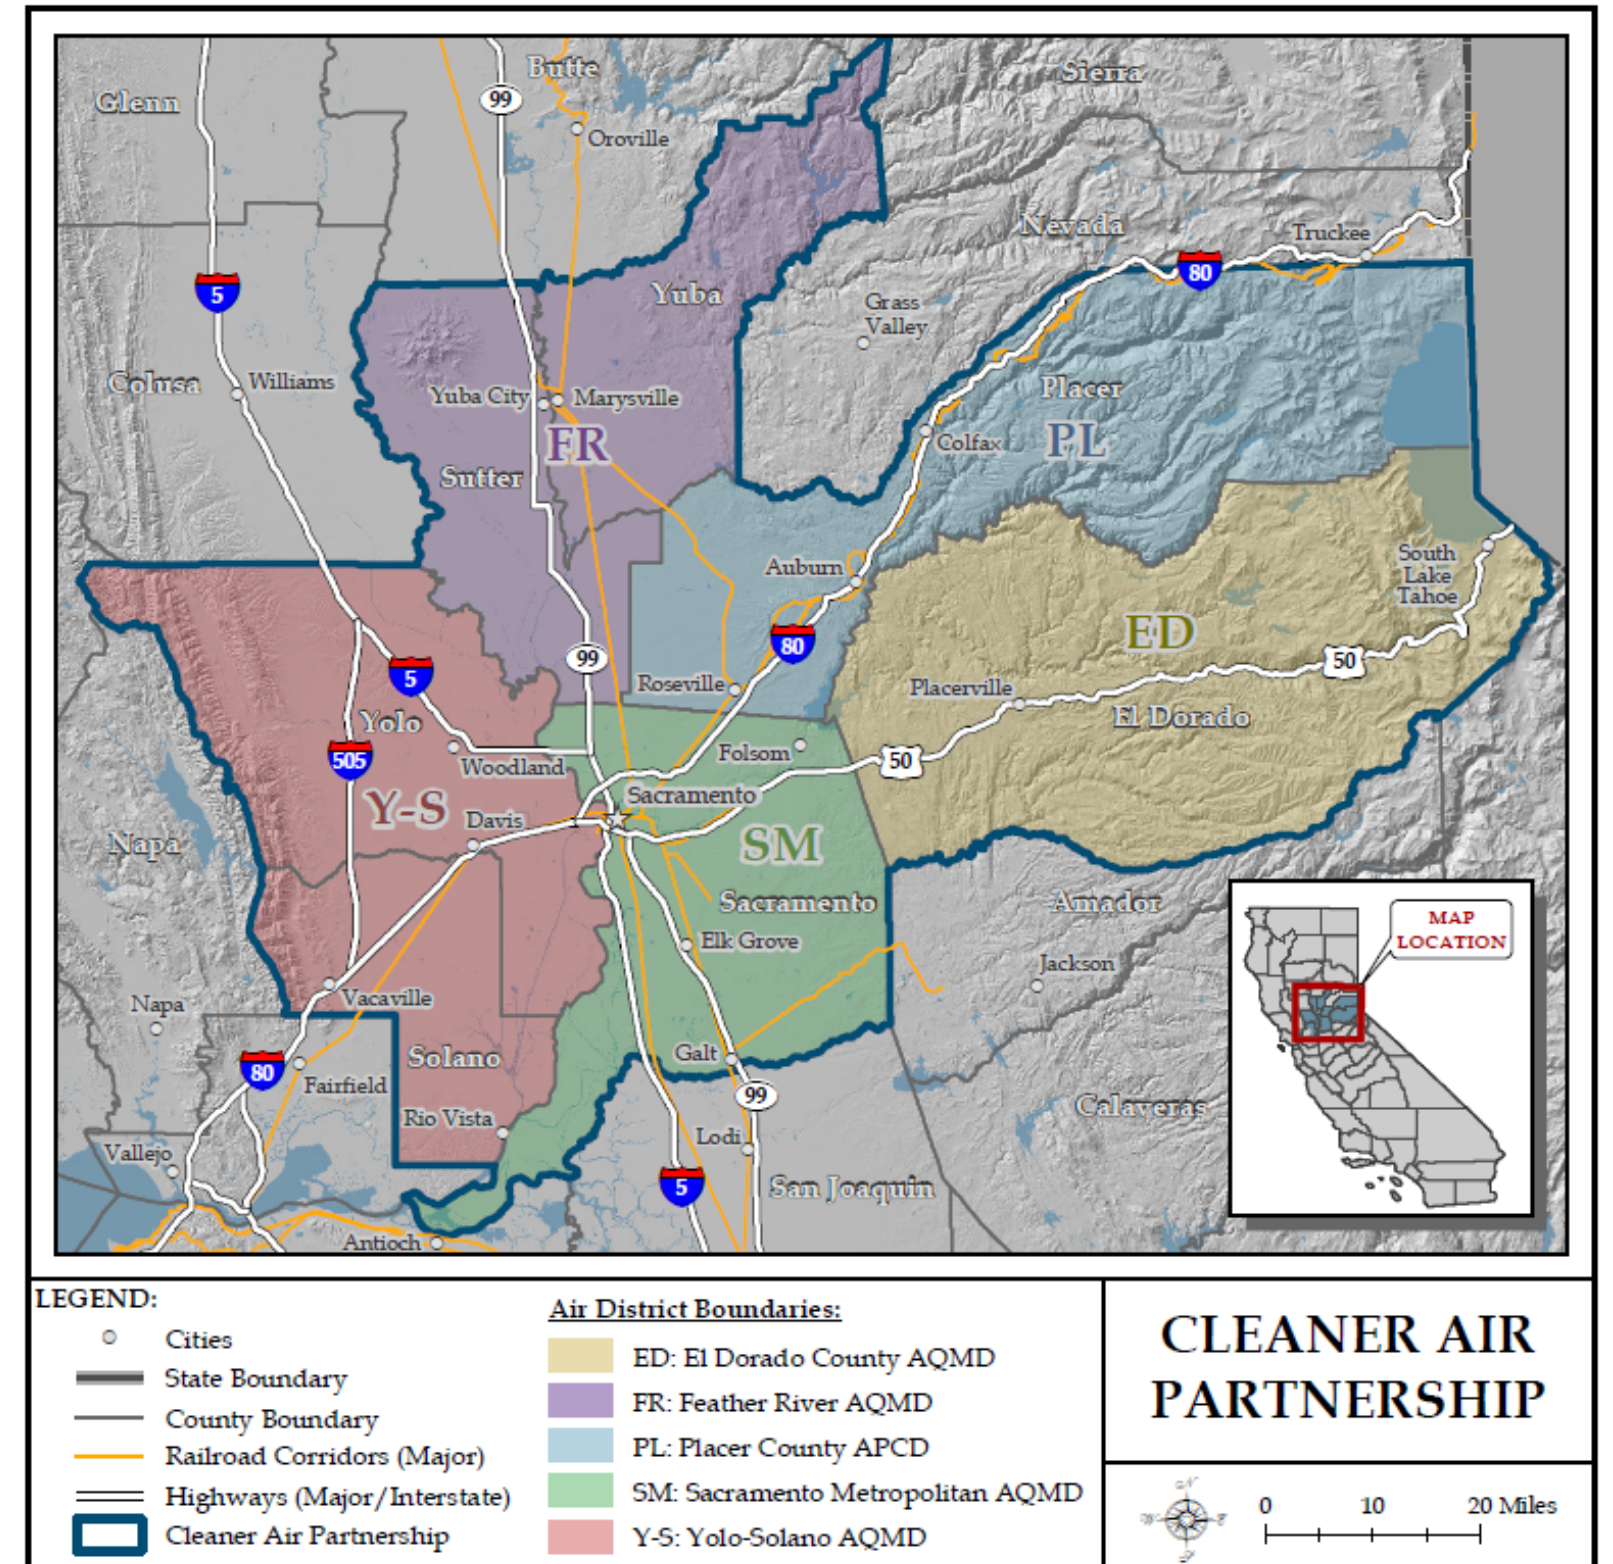 Butte
Sierra
Glenn
99
Oroville
Nevada
Truckee
80
5
Yuba
Grass
Valley
Colusa
Williams
Placer
Yuba City
Marysville
FR
Colfax
PL
Sutter
Auburn
South
Lake
Tahoe
ED
80
99
50
5
Roseville
Placerville
Yolo
El Dorado
505
Woodland
Folsom
50
Sacramento
Y-S
Davis
SM
Napa
Sacramento
Amador
MAP
LOCATION
Elk Grove
Jackson
Vacaville
Napa
Solano
Galt
80
Fairfield
99
Calaveras
Rio Vista
Lodi
Vallejo
5
San Joaquin
Antioch
LEGEND:
Cities
State Boundary
County Boundary
Railroad Corridors (Major)
Highways (Major/Interstate)
Cleaner Air Partnership
Air District Boundaries:
ED: El Dorado County AQMD
FR: Feather River AQMD
PL: Placer County APCD
SM: Sacramento Metropolitan AQMD
Y-S: Yolo-Solano AQMD
CLEANER AIR
PARTNERSHIP
N
W E
S
0 10 20 Miles